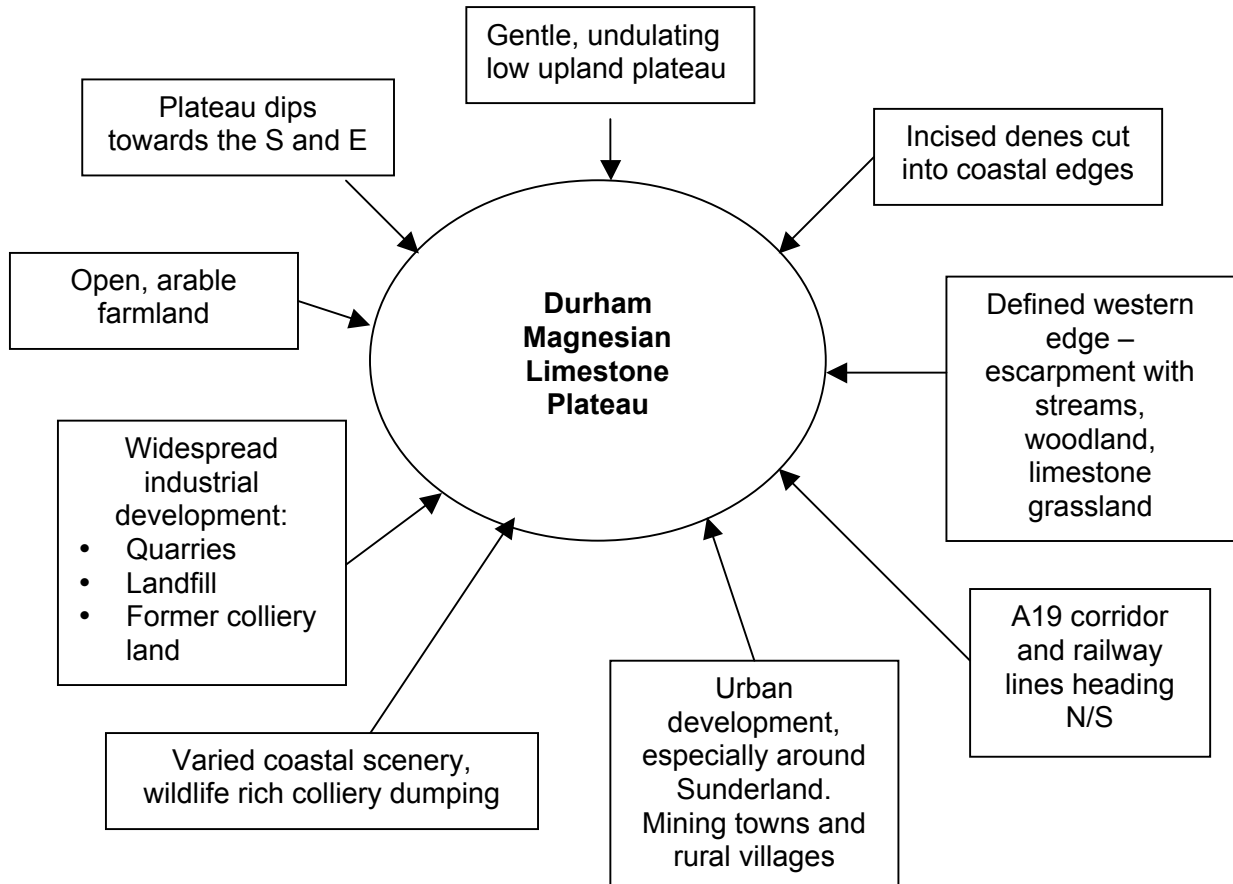 Gentle, undulating
low upland plateau
Plateau dips
towards the S and E
Incised denes cut
into coastal edges
Open, arable
farmland
Durham
Magnesian
Limestone
Plateau
Defined western
edge –
escarpment with
streams,
woodland,
limestone
grassland
Widespread
industrial
development:
• Quarries
• Landfill
• Former colliery
land
A19 corridor
and railway
lines heading
N/S
Urban
development,
especially around
Sunderland.
Mining towns and
rural villages
Varied coastal scenery,
wildlife rich colliery dumping